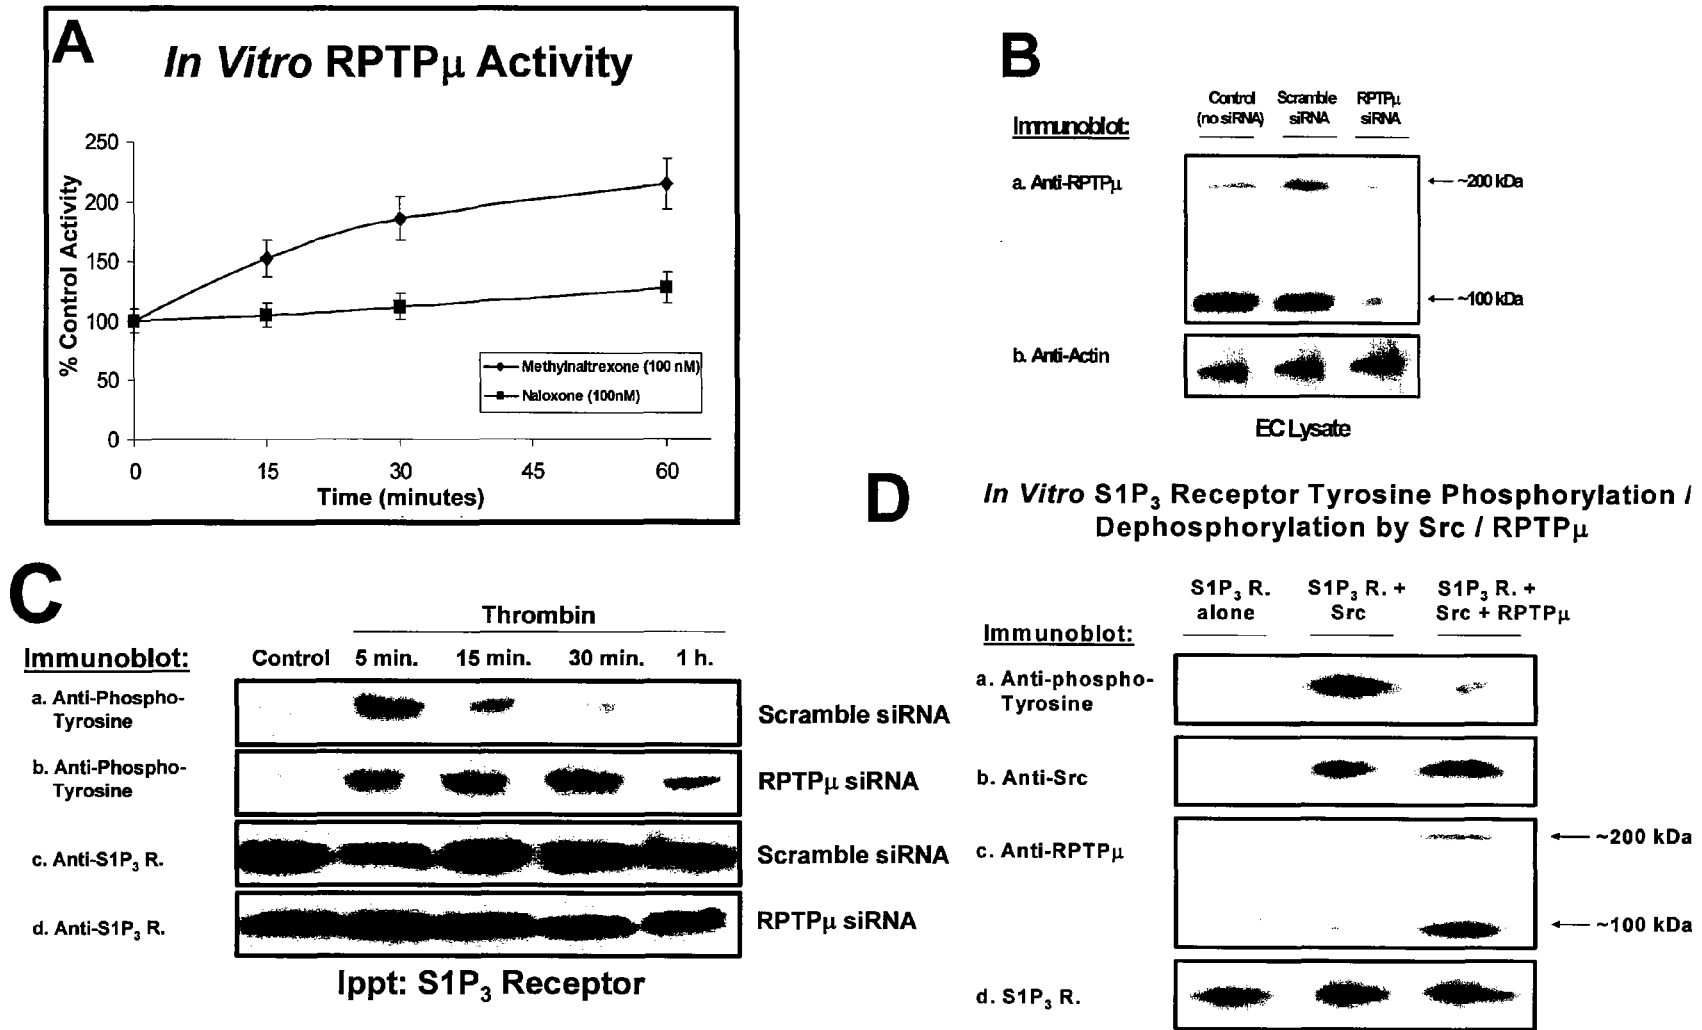 A
In Vitro RPTPμ Activity
250
200
150
100
50
0
% Control Activity
0 15 30 45 60
Time (minutes)
Methylnaltrexone (100 nM)
Naloxone (100nM)
B
Control (no siRNA)
Scramble siRNA
RPTPμ siRNA
Immunoblot:
a. Anti-RPTPμ
~200 kDa
~100 kDa
b. Anti-Actin
EC Lysate
C
Thrombin
Immunoblot:
Control 5 min. 15 min. 30 min. 1 h.
a. Anti-Phospho-
Tyrosine
Scramble siRNA
b. Anti-Phospho-
Tyrosine
RPTPμ siRNA
c. Anti-S1P3 R.
Scramble siRNA
d. Anti-S1P3 R.
RPTPμ siRNA
Ippt: S1P3 Receptor
D
In Vitro S1P3 Receptor Tyrosine Phosphorylation /
Dephosphorylation by Src / RPTPμ
S1P3 R. alone
S1P3 R. + Src
S1P3 R. + Src + RPTPμ
Immunoblot:
a. Anti-phospho-
Tyrosine
b. Anti-Src
c. Anti-RPTPμ
~200 kDa
~100 kDa
d. S1P3 R.